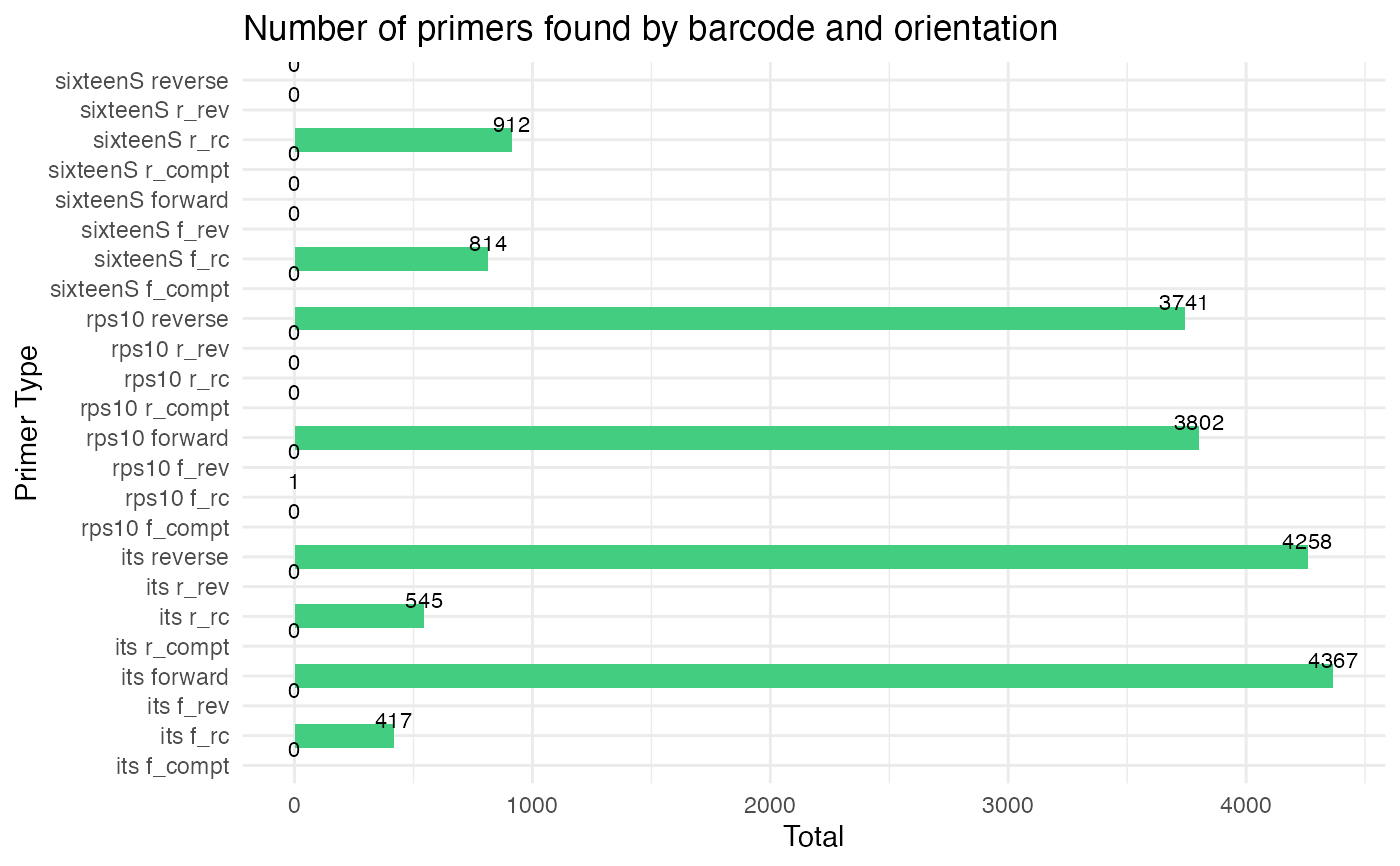 Number of primers found by barcode and orientation
0
sixteenS reverse
0
sixteenS r_rev
912
sixteenS r_rc
0
sixteenS r_compt
0
sixteenS forward
0
sixteenS f_rev
814
sixteenS f_rc
0
sixteenS f_compt
3741
rps10 reverse
0
rps10 r_rev
0
rps10 r_rc
0
rps10 r_compt
3802
rps10 forward
0
rps10 f_rev
1
rps10 f_rc
0
rps10 f_compt
4258
its reverse
0
its r_rev
545
its r_rc
0
its r_compt
4367
its forward
0
its f_rev
417
its f_rc
0
its f_compt
Primer Type
0 1000 2000 3000 4000
Total